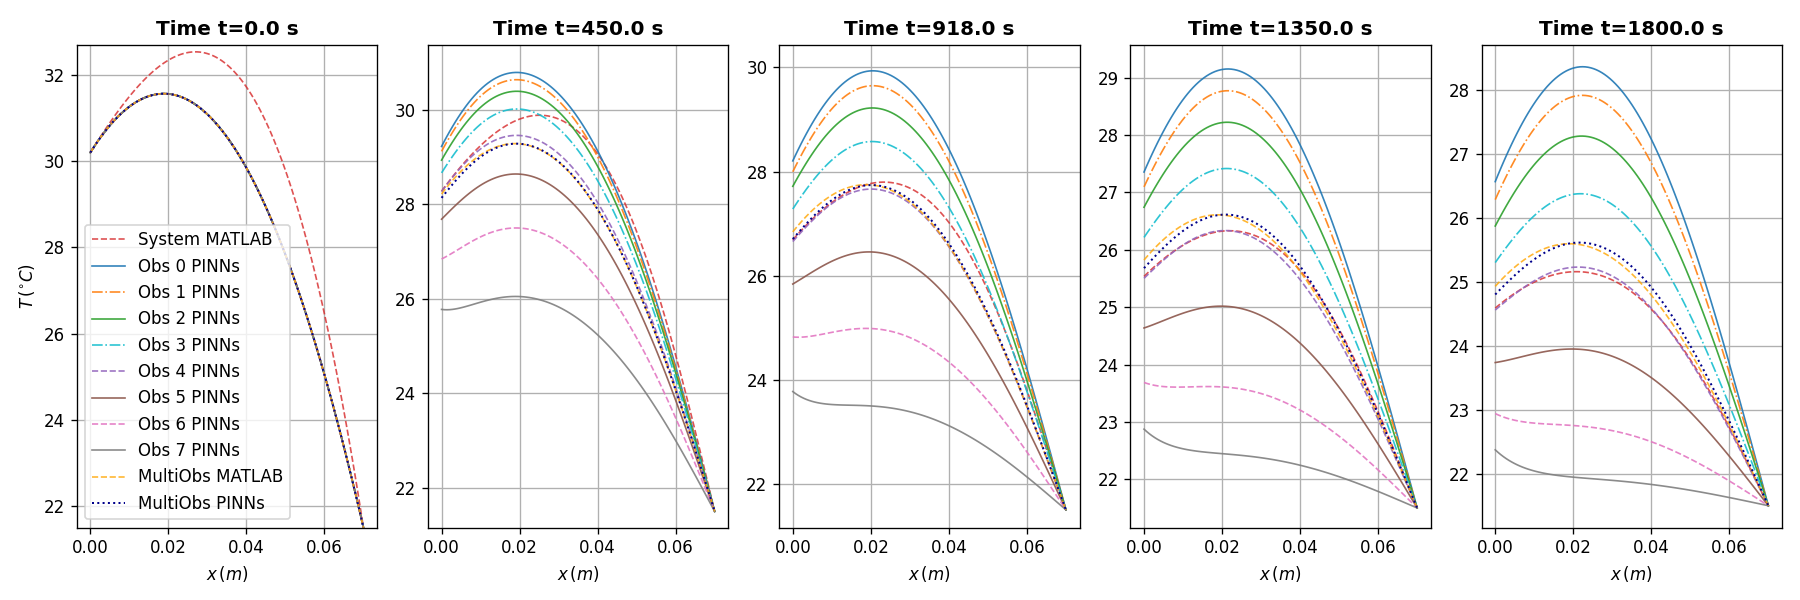 Time t=0.0 s
Time t=450.0 s
Time t=918.0 s
Time t=1350.0 s
Time t=1800.0 s
T (°C)
32
30
28
26
24
22
System MATLAB
Obs 0 PINNs
Obs 1 PINNs
Obs 2 PINNs
Obs 3 PINNs
Obs 4 PINNs
Obs 5 PINNs
Obs 6 PINNs
Obs 7 PINNs
MultiObs MATLAB
MultiObs PINNs
0.00 0.02 0.04 0.06
x (m)
30
28
26
24
22
0.00 0.02 0.04 0.06
x (m)
30
28
26
24
22
0.00 0.02 0.04 0.06
x (m)
29
28
27
26
25
24
23
22
0.00 0.02 0.04 0.06
x (m)
28
27
26
25
24
23
22
0.00 0.02 0.04 0.06
x (m)